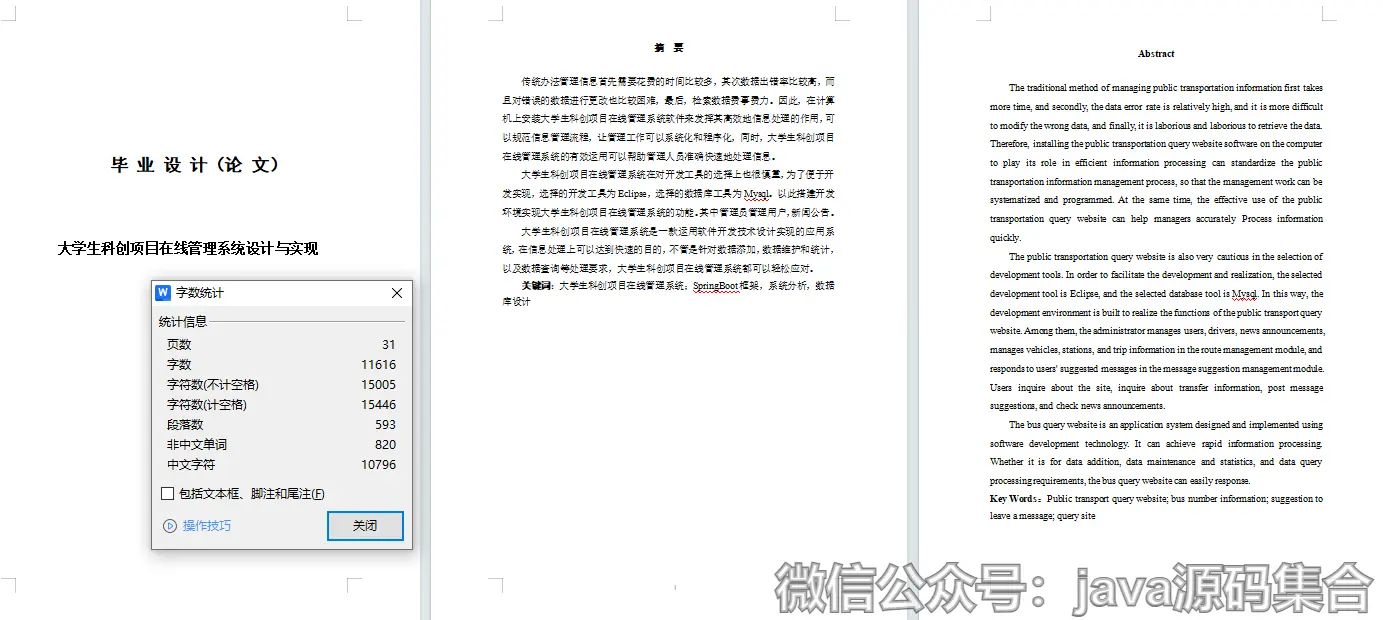 毕 业 设 计（论 文）
大学生科创项目在线管理系统设计与实现
字数统计
统计信息
页数 31
字数 11616
字符数(不计空格) 15005
字符数(计空格) 15446
段落数 593
非中文单词 820
中文字符 10796
包括文本框、脚注和尾注(F)
操作技巧
关闭
摘 要
传统办法管理信息首先需要花费的时间比较多，其次数据出错率比较高，而
且对错误的数据进行更改也比较困难，最后，检索数据费事费力。因此，在计算
机上安装大学生科创项目在线管理系统软件来发挥其高效地信息处理的作用，可
以规范信息管理流程，让管理工作可以系统化和程序化，同时，大学生科创项目
在线管理系统的有效运用可以帮助管理人员准确快速地处理信息。
大学生科创项目在线管理系统在对开发工具的选择上也很慎重，为了便于开
发实现，选择的开发工具为 Eclipse，选择的数据库工具为 Mysql。以此搭建开发
环境实现大学生科创项目在线管理系统的功能。其中管理员管理用户，新闻公告。
大学生科创项目在线管理系统是一款运用软件开发技术设计实现的应用系
统，在信息处理上可以达到快速的目的，不管是针对数据添加，数据维护和统计，
以及数据查询等处理要求，大学生科创项目在线管理系统都可以轻松应对。
关键词：大学生科创项目在线管理系统；SpringBoot 框架，系统分析，数据
库设计
Abstract
The traditional method of managing public transportation information first takes
more time, and secondly, the data error rate is relatively high, and it is more difficult
to modify the wrong data, and finally, it is laborious and laborious to retrieve the data.
Therefore, installing the public transportation query website software on the computer
to play its role in efficient information processing can standardize the public
transportation information management process, so that the management work can be
systematized and programmed. At the same time, the effective use of the public
transportation query website can help managers accurately Process information
quickly.
The public transportation query website is also very cautious in the selection of
development tools. In order to facilitate the development and realization, the selected
development tool is Eclipse, and the selected database tool is Mysql. In this way, the
development environment is built to realize the functions of the public transport query
website. Among them, the administrator manages users, drivers, news announcements,
manages vehicles, stations, and trip information in the route management module, and
responds to users' suggested messages in the message suggestion management module.
Users inquire about the site, inquire about transfer information, post message
suggestions, and check news announcements.
The bus query website is an application system designed and implemented using
software development technology. It can achieve rapid information processing.
Whether it is for data addition, data maintenance and statistics, and data query
processing requirements, the bus query website can easily response.
Key Words：Public transport query website; bus number information; suggestion to
leave a message; query site
微信公众号：java源码集合